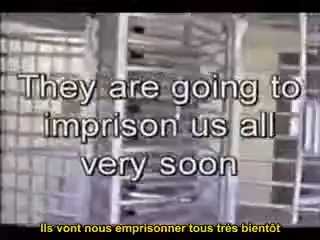 They are going to
imprison us all
very soon
Ils vont nous emprisonner tous très bientôt